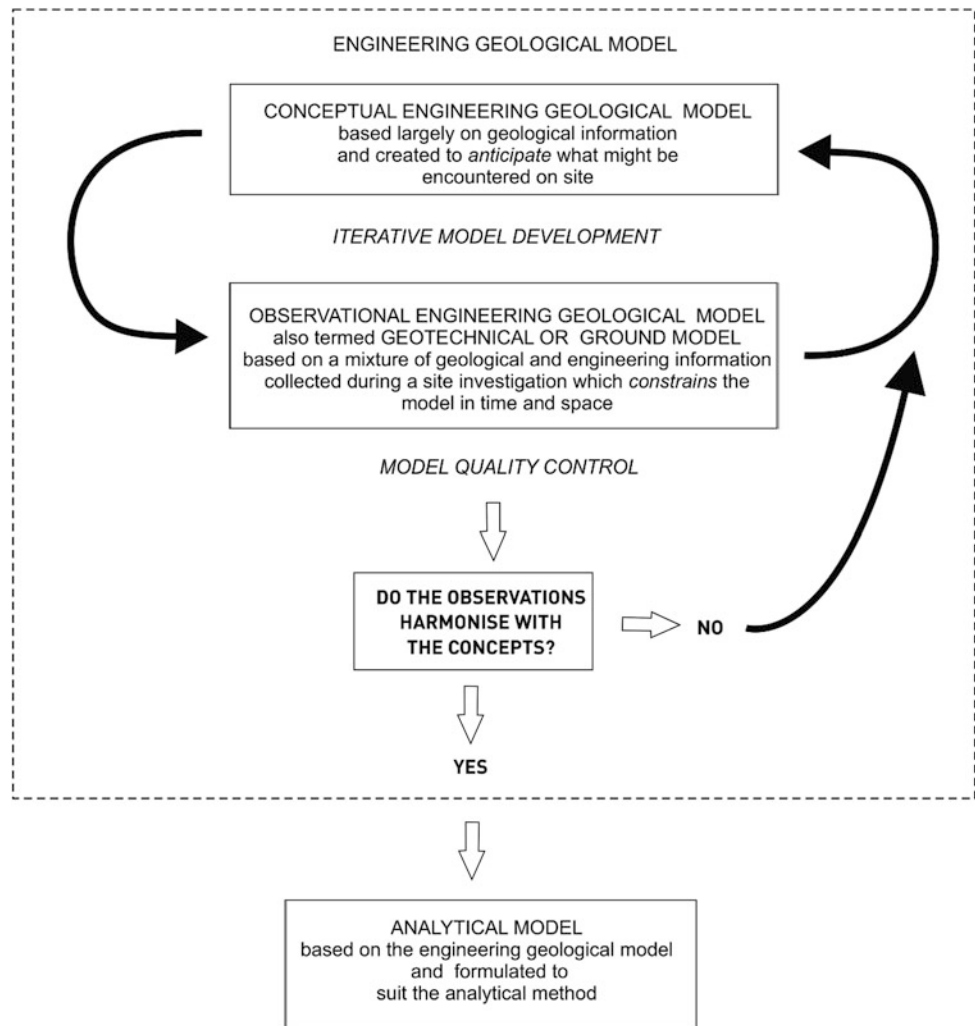 ENGINEERING GEOLOGICAL MODEL
CONCEPTUAL ENGINEERING GEOLOGICAL MODEL
based largely on geological information
and created to anticipate what might be
encountered on site
ITERATIVE MODEL DEVELOPMENT
OBSERVATIONAL ENGINEERING GEOLOGICAL MODEL
also termed GEOTECHNICAL OR GROUND MODEL
based on a mixture of geological and engineering information
collected during a site investigation which constrains the
model in time and space
MODEL QUALITY CONTROL
DO THE OBSERVATIONS
HARMONISE WITH
THE CONCEPTS?
NO
YES
ANALYTICAL MODEL
based on the engineering geological model
and formulated to
suit the analytical method